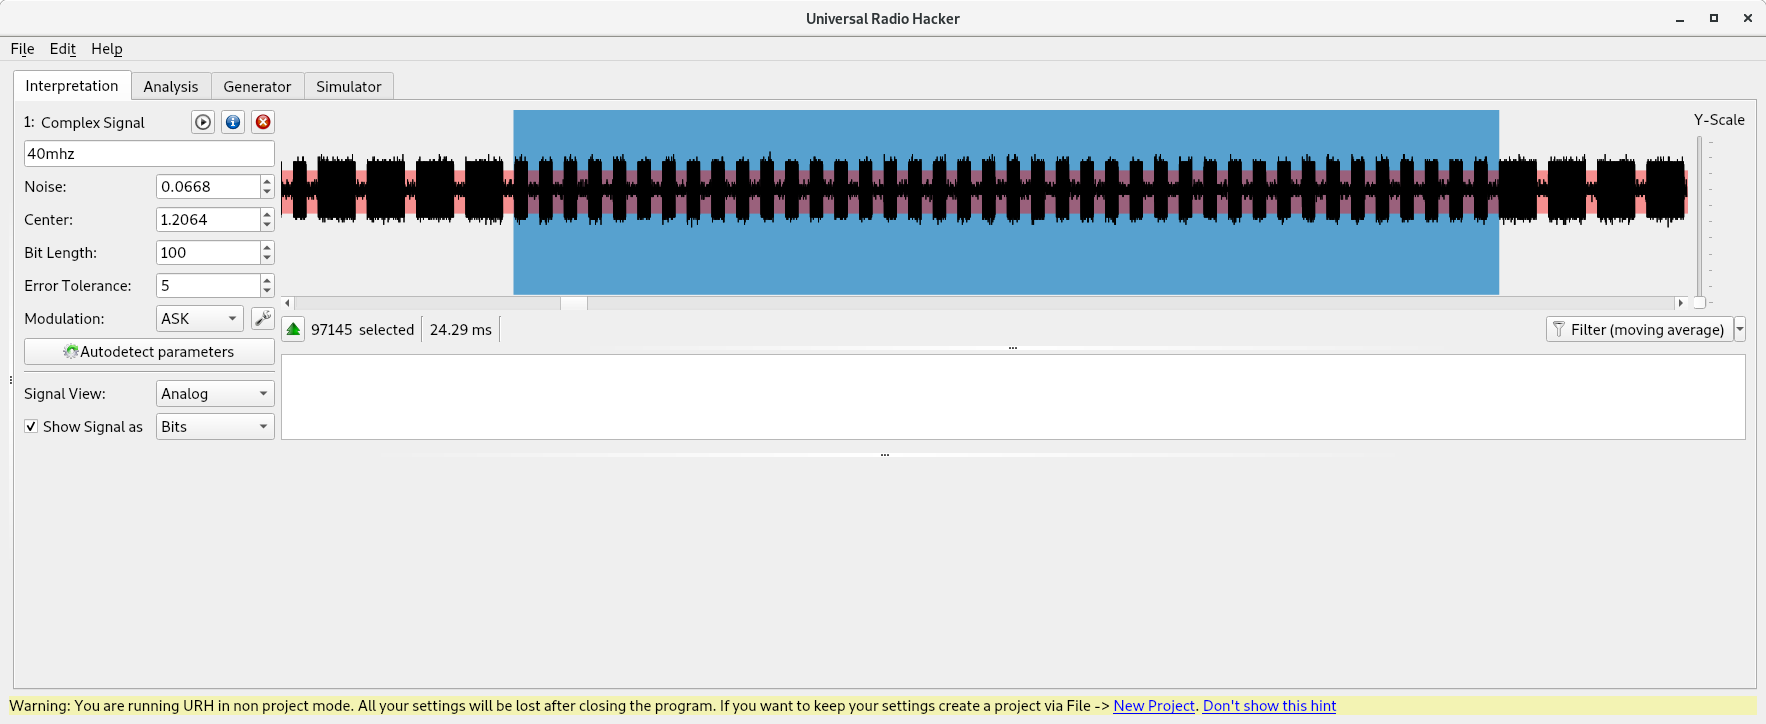 Universal Radio Hacker
File Edit Help
Interpretation Analysis Generator Simulator
1: Complex Signal
Y-Scale
40mhz
Noise: 0.0668
Center: 1.2064
Bit Length: 100
Error Tolerance: 5
Modulation: ASK
97145 selected 24.29 ms
Filter (moving average)
Autodetect parameters
Signal View: Analog
Show Signal as Bits
Warning: You are running URH in non project mode. All your settings will be lost after closing the program. If you want to keep your settings create a project via File -> New Project. Don't show this hint